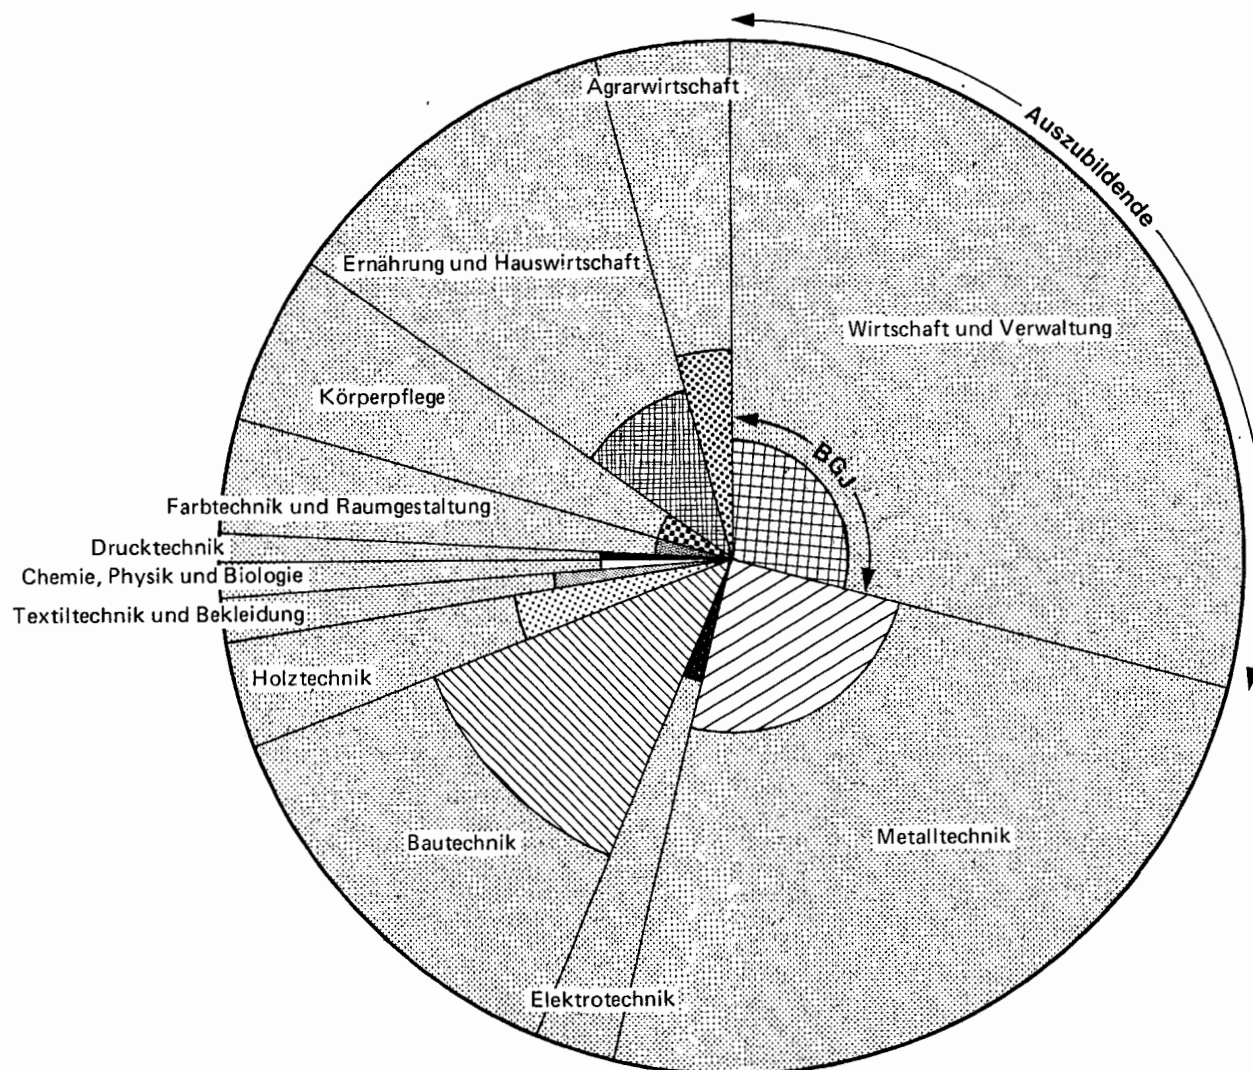 Agrarwirtschaft
Auszubildende
Ernährung und Hauswirtschaft
Wirtschaft und Verwaltung
Körperpflege
BGJ
Farbtechnik und Raumgestaltung
Drucktechnik
Chemie, Physik und Biologie
Textiltechnik und Bekleidung
Holztechnik
Bautechnik
Metalltechnik
Elektrotechnik